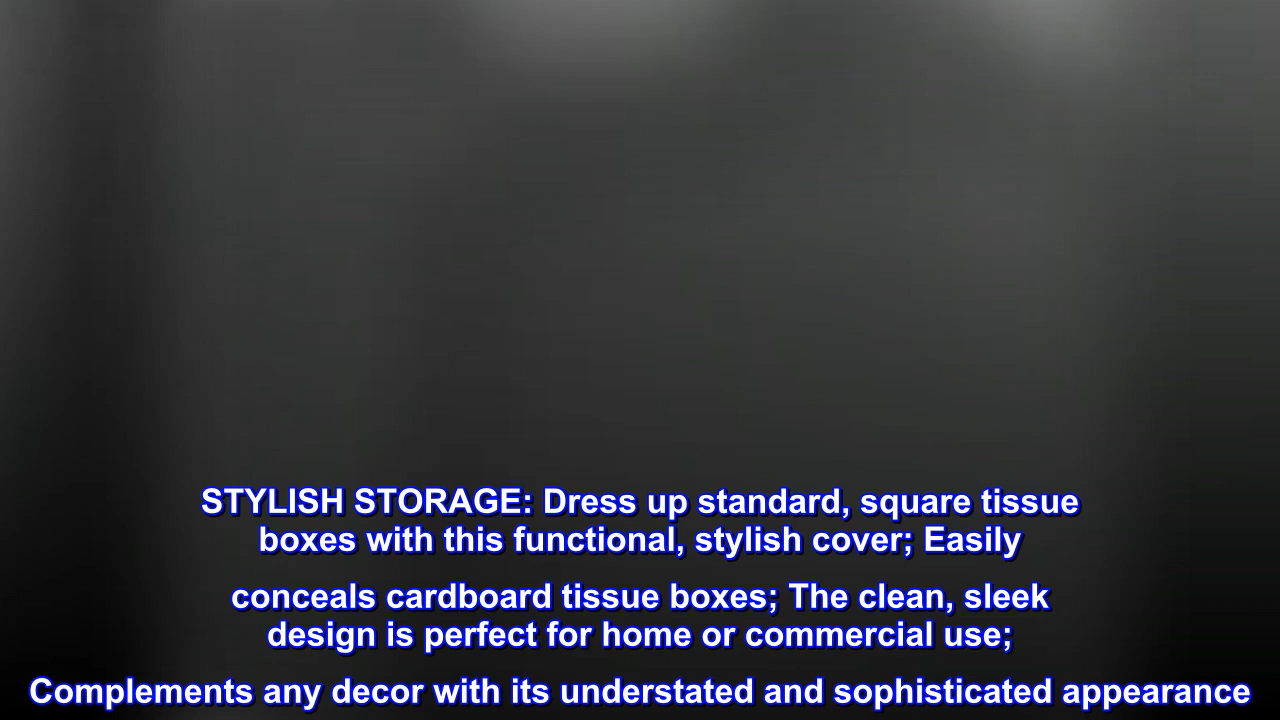 STYLISH STORAGE: Dress up standard, square tissue
boxes with this functional, stylish cover; Easily
conceals cardboard tissue boxes; The clean, sleek
design is perfect for home or commercial use;
Complements any decor with its understated and sophisticated appearance